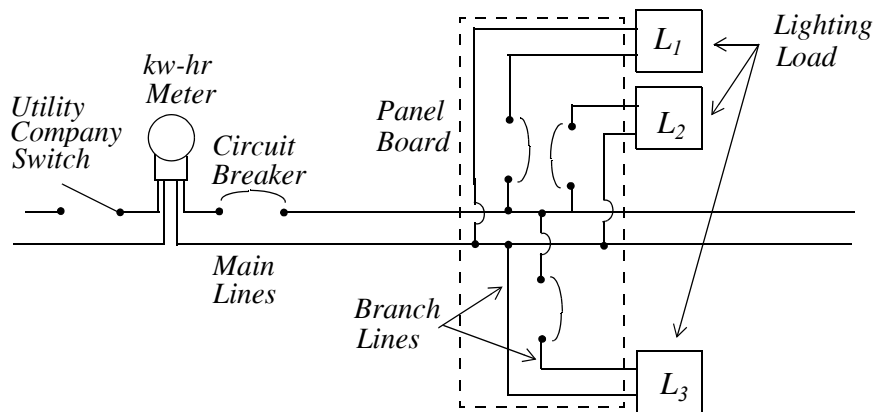 kw-hr
Meter
Utility
Company
Switch
Circuit
Breaker
Panel
Board
L1
L2
Lighting
Load
Main
Lines
Branch
Lines
L3